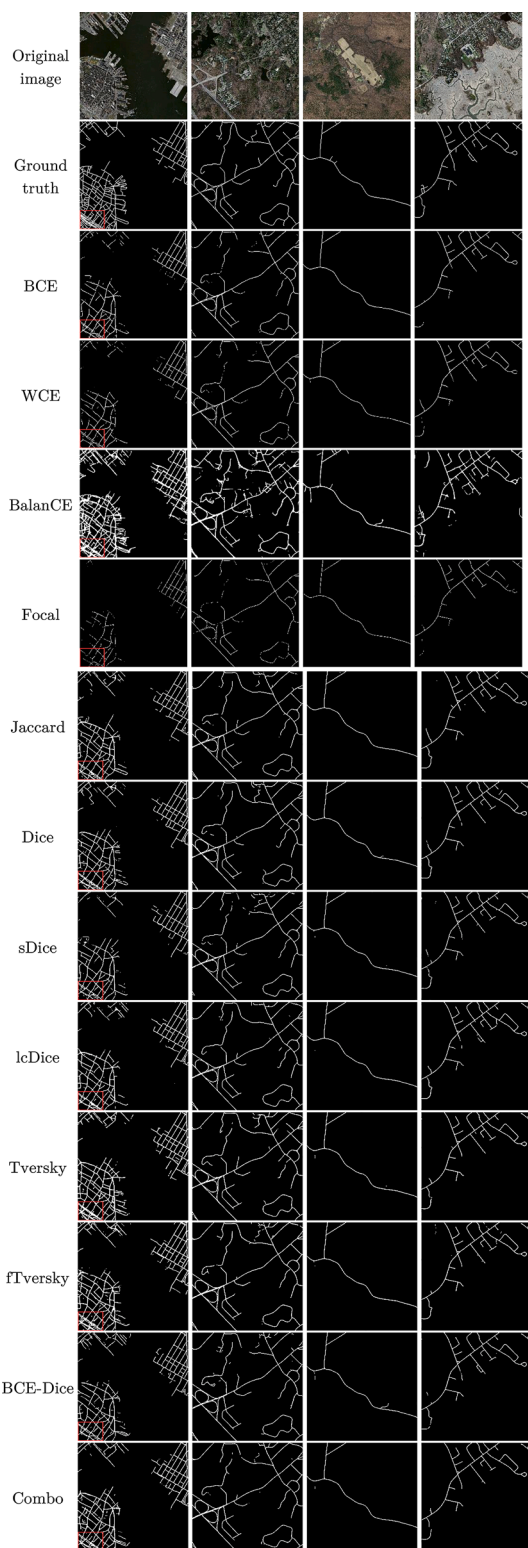 Original
image
Ground
truth
BCE
WCE
BalanCE
Focal
Jaccard
Dice
sDice
lcDice
Tversky
fTversky
BCE-Dice
Combo